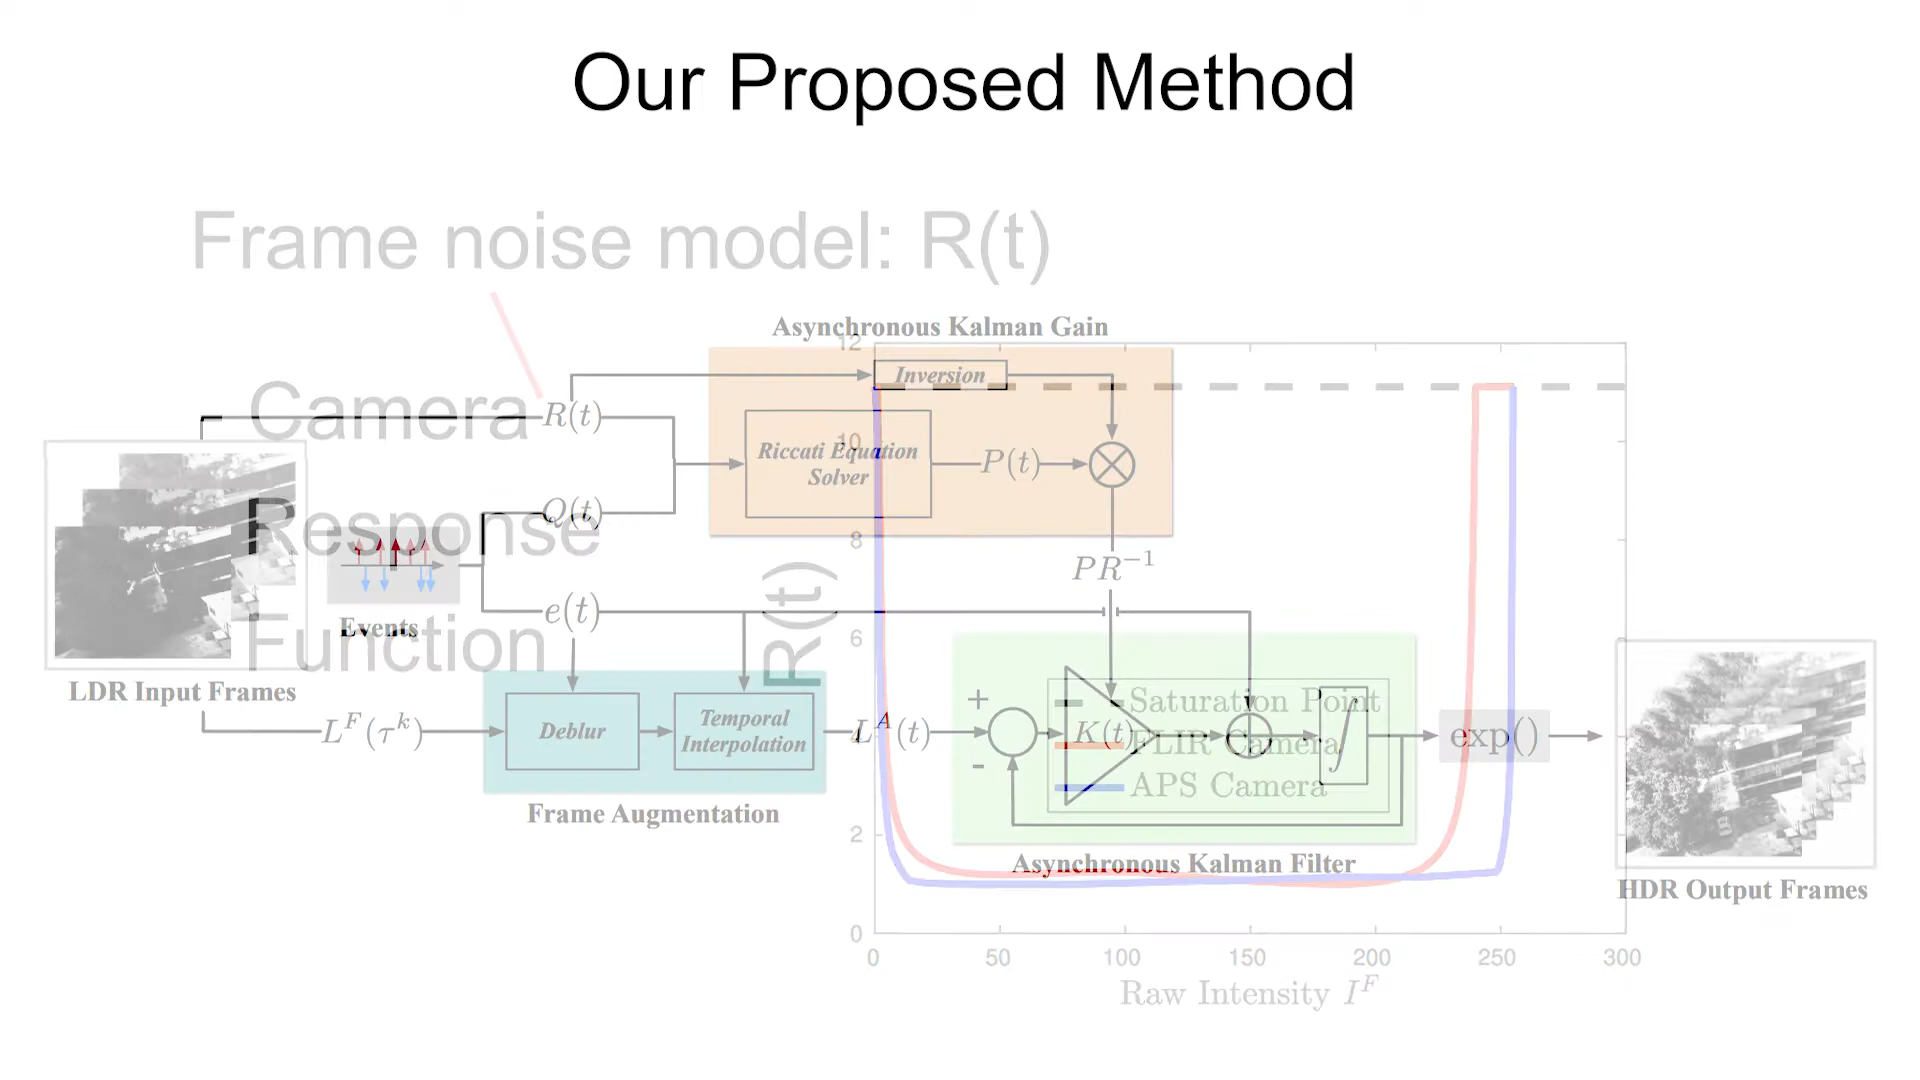 Our Proposed Method
Frame noise model: R(t)
Camera
Response
Function
Asynchronous Kalman Gain
Inversion
R(t)
Riccati Equation
Solver
P(t)
Q(t)
PR⁻¹
e(t)
Events
LDR Input Frames
L^F(τ^k)
Deblur
Temporal
Interpolation
L^A(t)
Frame Augmentation
+
-
K(t)
∫
exp()
Asynchronous Kalman Filter
HDR Output Frames
R(t)
12
10
8
6
2
0
Saturation Point
FLIR Camera
APS Camera
0 50 100 150 200 250 300
Raw Intensity I^F